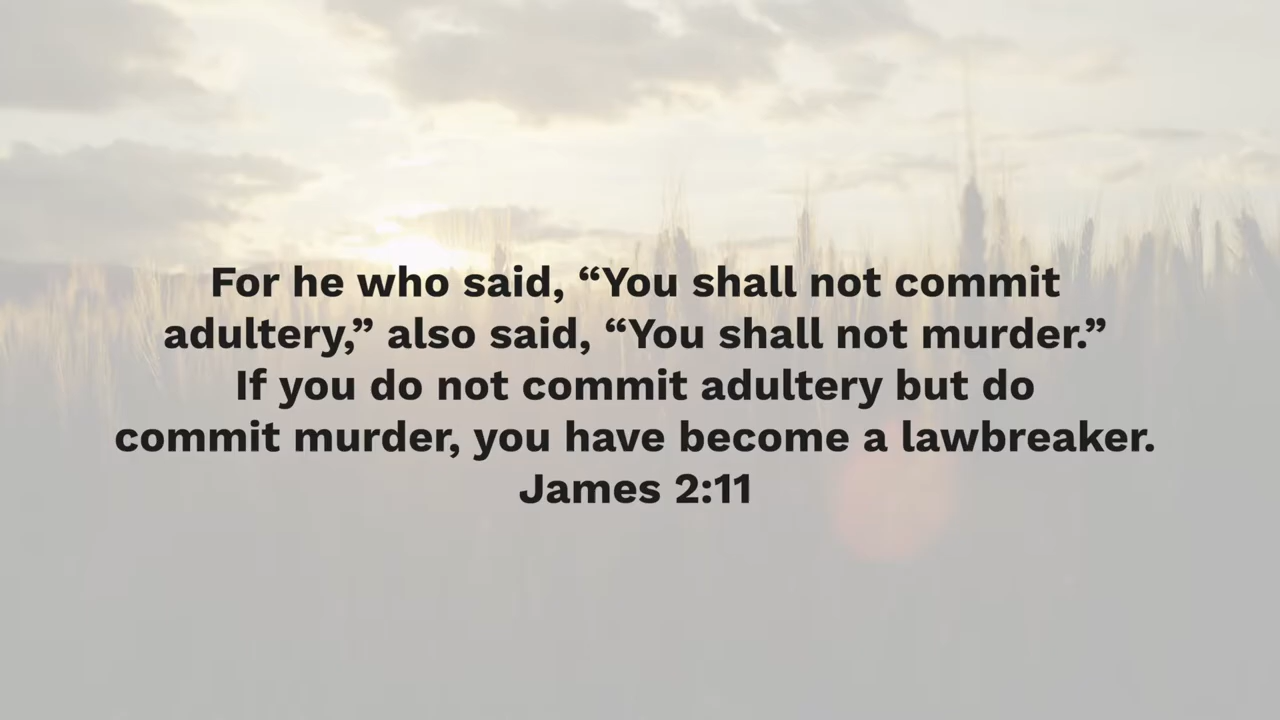 For he who said, “You shall not commit
adultery,” also said, “You shall not murder.”
If you do not commit adultery but do
commit murder, you have become a lawbreaker.
James 2:11